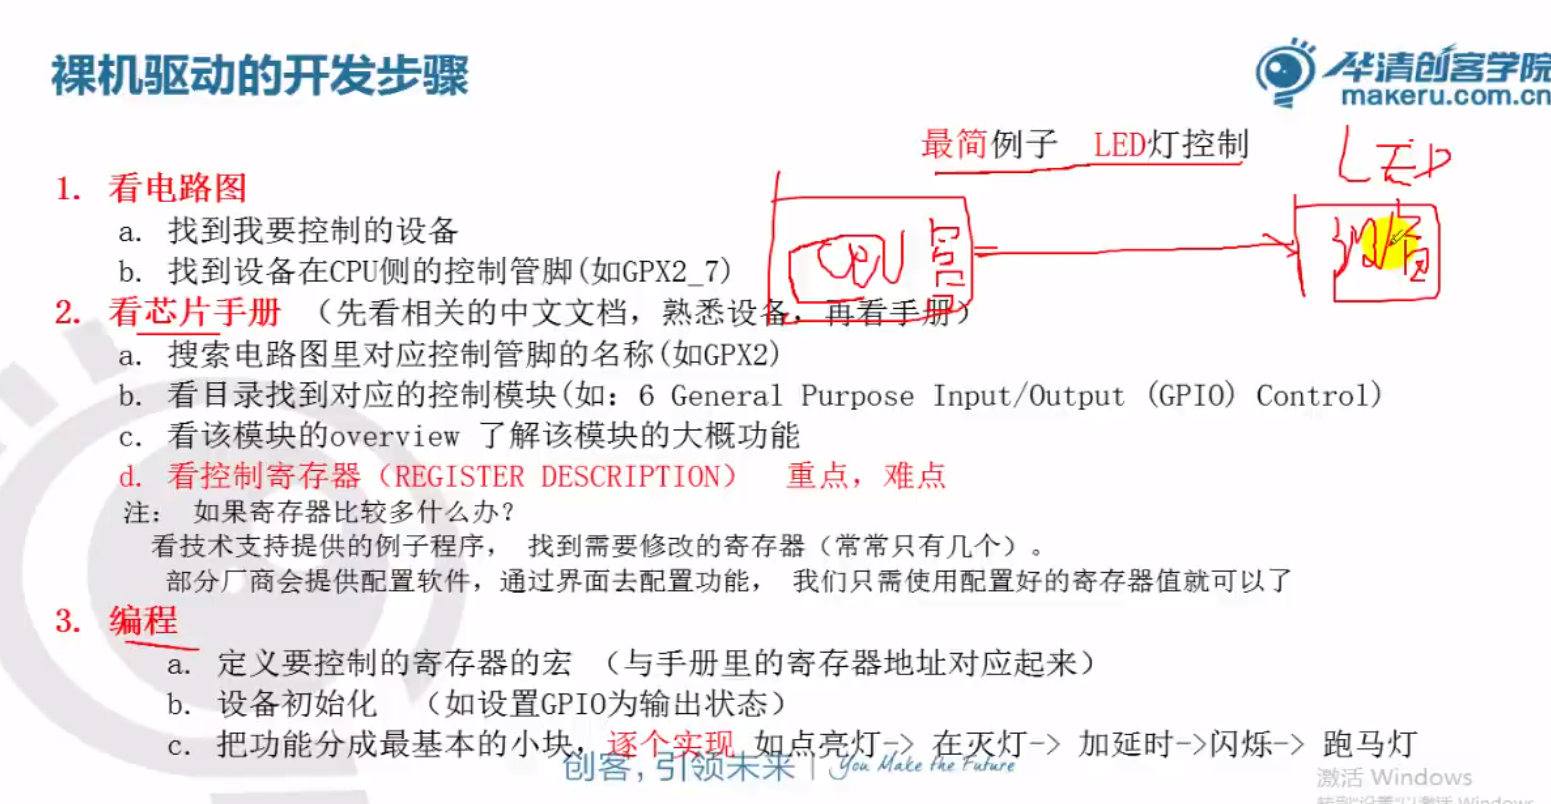 裸机驱动的开发步骤
华清创客学院
makeru.com.cn
最简例子 LED灯控制
LED
1. 看电路图
a. 找到我要控制的设备
b. 找到设备在CPU侧的控制管脚(如GPX2_7)
CPU
设备
2. 看芯片手册 （先看相关的中文文档，熟悉设备，再看手册）
a. 搜索电路图里对应控制管脚的名称(如GPX2)
b. 看目录找到对应的控制模块(如：6 General Purpose Input/Output (GPIO) Control)
c. 看该模块的overview 了解该模块的大概功能
d. 看控制寄存器（REGISTER DESCRIPTION） 重点，难点
注： 如果寄存器比较多什么办？
看技术支持提供的例子程序， 找到需要修改的寄存器（常常只有几个）。
部分厂商会提供配置软件，通过界面去配置功能， 我们只需使用配置好的寄存器值就可以了
3. 编程
a. 定义要控制的寄存器的宏 （与手册里的寄存器地址对应起来）
b. 设备初始化 （如设置GPIO为输出状态）
c. 把功能分成最基本的小块，逐个实现 如点亮灯-> 在灭灯-> 加延时->闪烁-> 跑马灯
创客，引领未来 | You Make the Future
激活 Windows